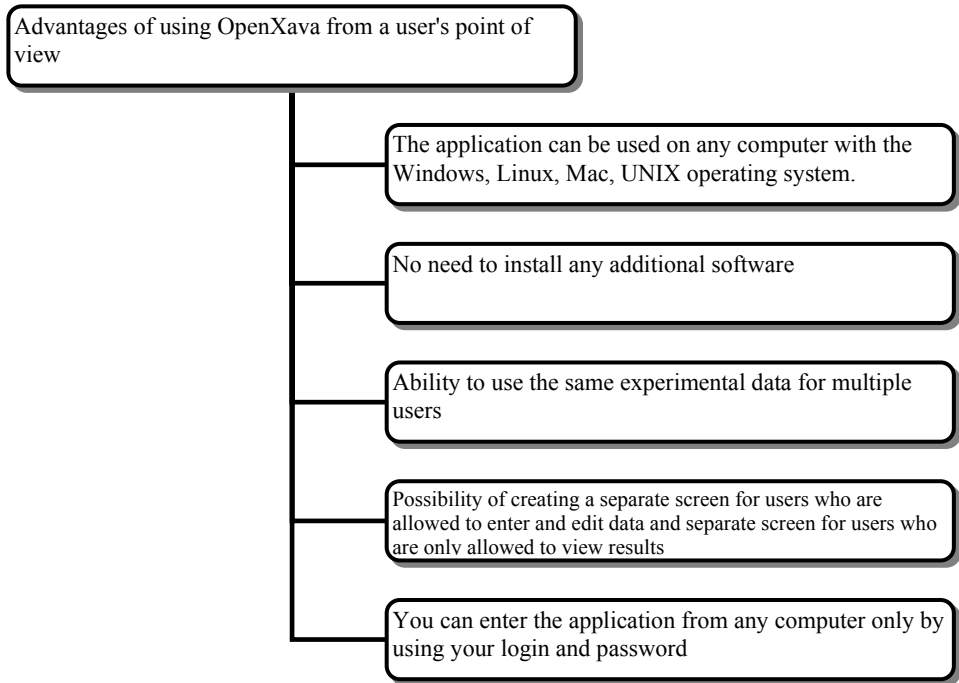 Advantages of using OpenXava from a user's point of
view
The application can be used on any computer with the
Windows, Linux, Mac, UNIX operating system.
No need to install any additional software
Ability to use the same experimental data for multiple
users
Possibility of creating a separate screen for users who are
allowed to enter and edit data and separate screen for users who
are only allowed to view results
You can enter the application from any computer only by
using your login and password